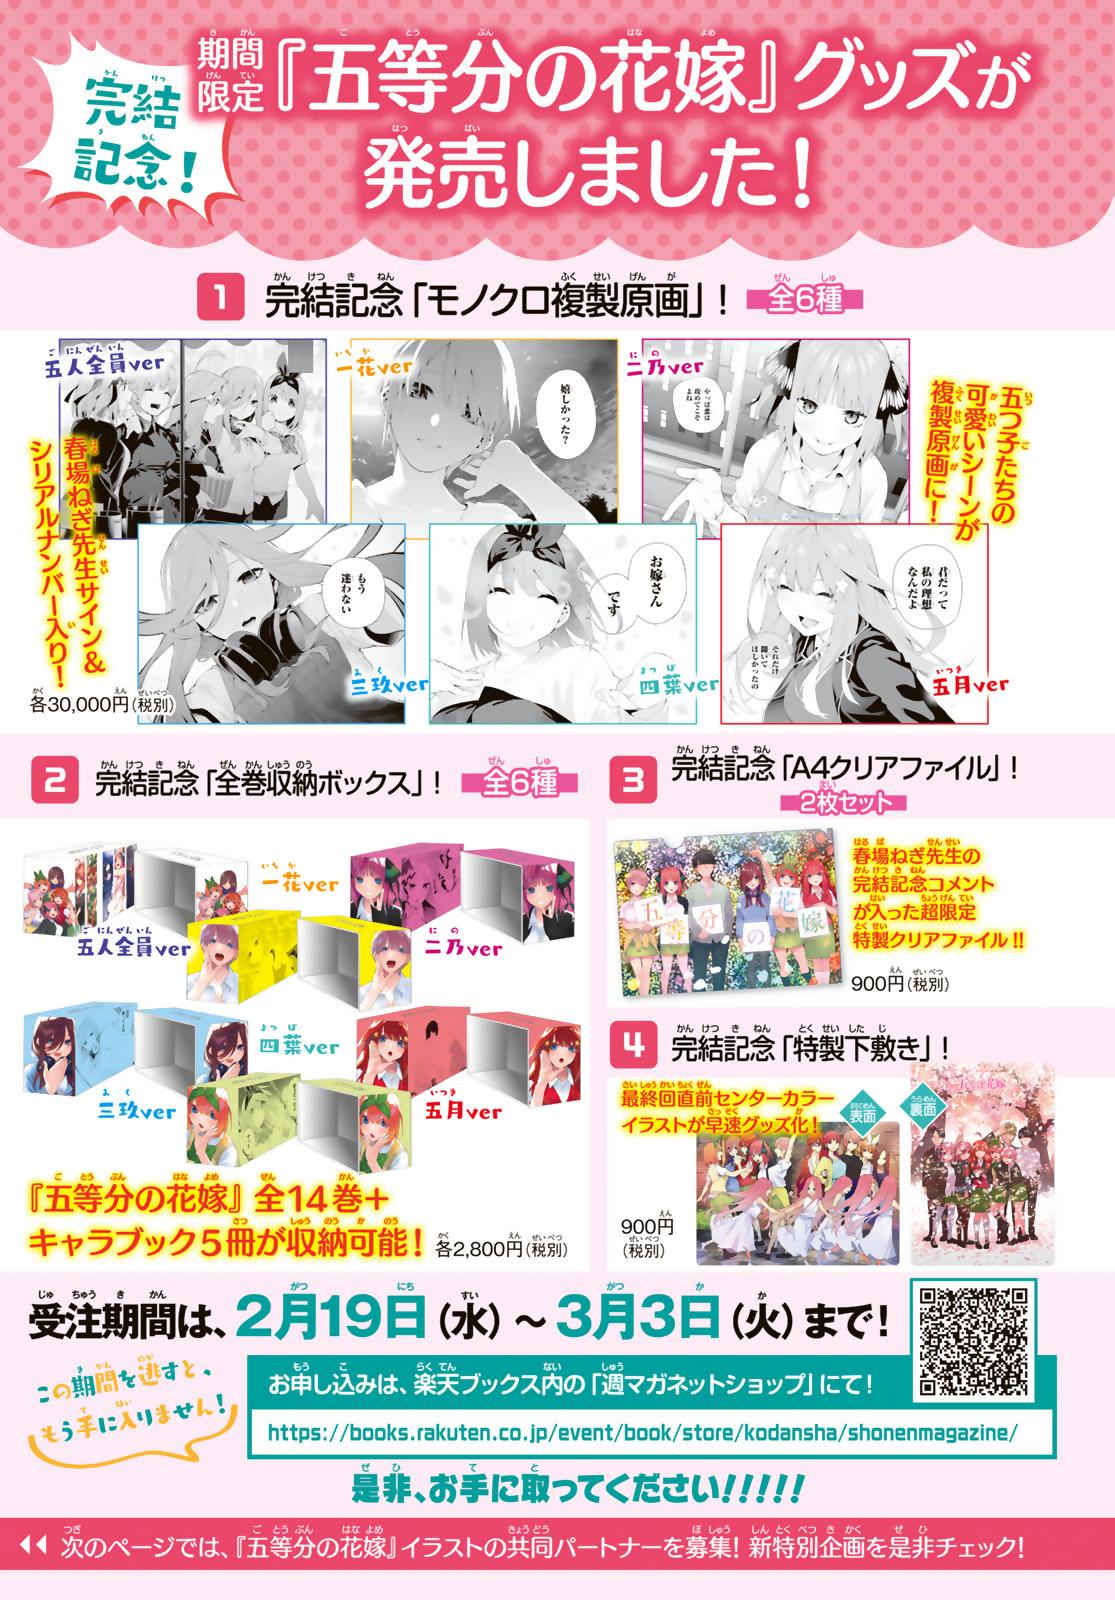 完結
記念!
期間
限定
『五等分の花嫁』グッズが
発売しました!
1 完結記念「モノクロ複製原画」! 全6種
五人全員ver
一花ver
嬉しかった?
二乃ver
やっぱ恋は
攻めてこそ
よね
五つ子たちの
可愛いシーンが
複製原画に!
春場ねぎ先生サイン&
シリアルナンバー入り!
各30,000円(税別)
もう
迷わない
三玖ver
お嫁さん
です
四葉ver
君だって
私の理想
なんだよ
それだけ
聞いて
ほしかったの
五月ver
2 完結記念「全巻収納ボックス」! 全6種
五人全員ver
一花ver
二乃ver
三玖ver
四葉ver
五月ver
『五等分の花嫁』全14巻+
キャラブック5冊が収納可能!
各2,800円(税別)
3 完結記念「A4クリアファイル」!
2枚セット
五等分の花嫁
春場ねぎ先生の
完結記念コメント
が入った超限定
特製クリアファイル!!
900円(税別)
4 完結記念「特製下敷き」!
最終回直前センターカラー
イラストが早速グッズ化!
表面
裏面
五等分の花嫁
900円
(税別)
受注期間は、2月19日(水)~3月3日(火)まで!
この期間を逃すと、
もう手に入りません!
お申し込みは、楽天ブックス内の「週マガネットショップ」にて!
https://books.rakuten.co.jp/event/book/store/kodansha/shonenmagazine/
是非、お手に取ってください!!!!!
次のページでは、『五等分の花嫁』イラストの共同パートナーを募集! 新特別企画を是非チェック!